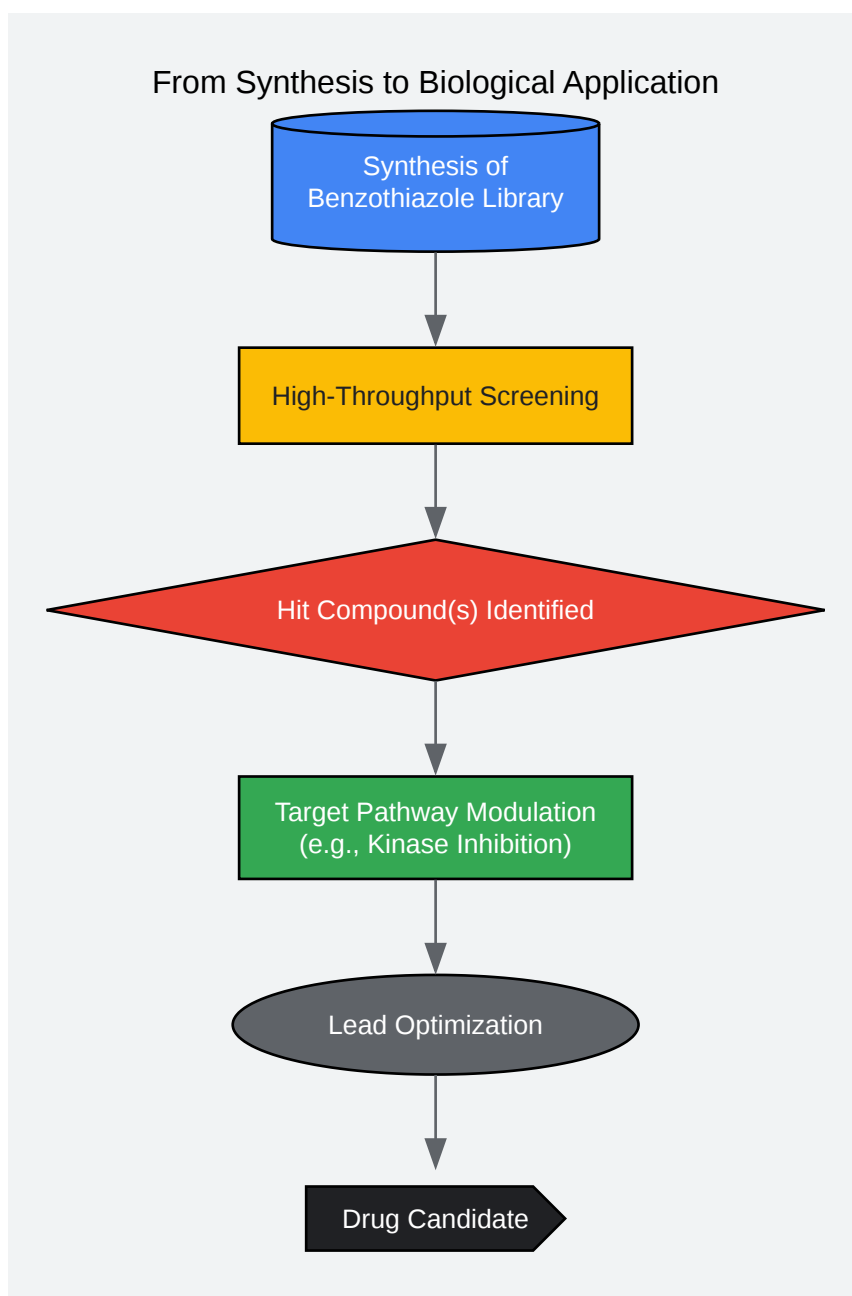 From Synthesis to Biological Application
Synthesis of
Benzothiazole Library
High-Throughput Screening
Hit Compound(s) Identified
Target Pathway Modulation
(e.g., Kinase Inhibition)
Lead Optimization
Drug Candidate